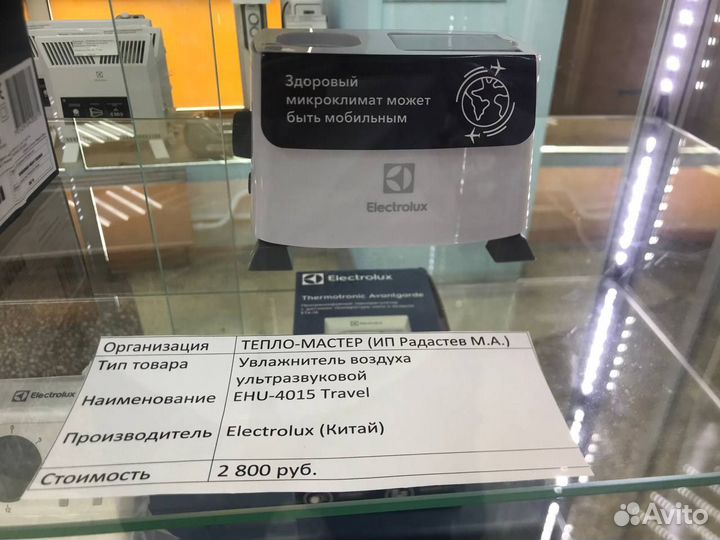 Здоровый
микроклимат может
быть мобильным
Electrolux
Electrolux
Thermotronic Avantgarde
Electrolux
Организация ТЕПЛО-МАСТЕР (ИП Радастев М.А.)
Тип товара Увлажнитель воздуха
ультразвуковой
Наименование EHU-4015 Travel
Производитель Electrolux (Китай)
Стоимость 2 800 руб.
Avito